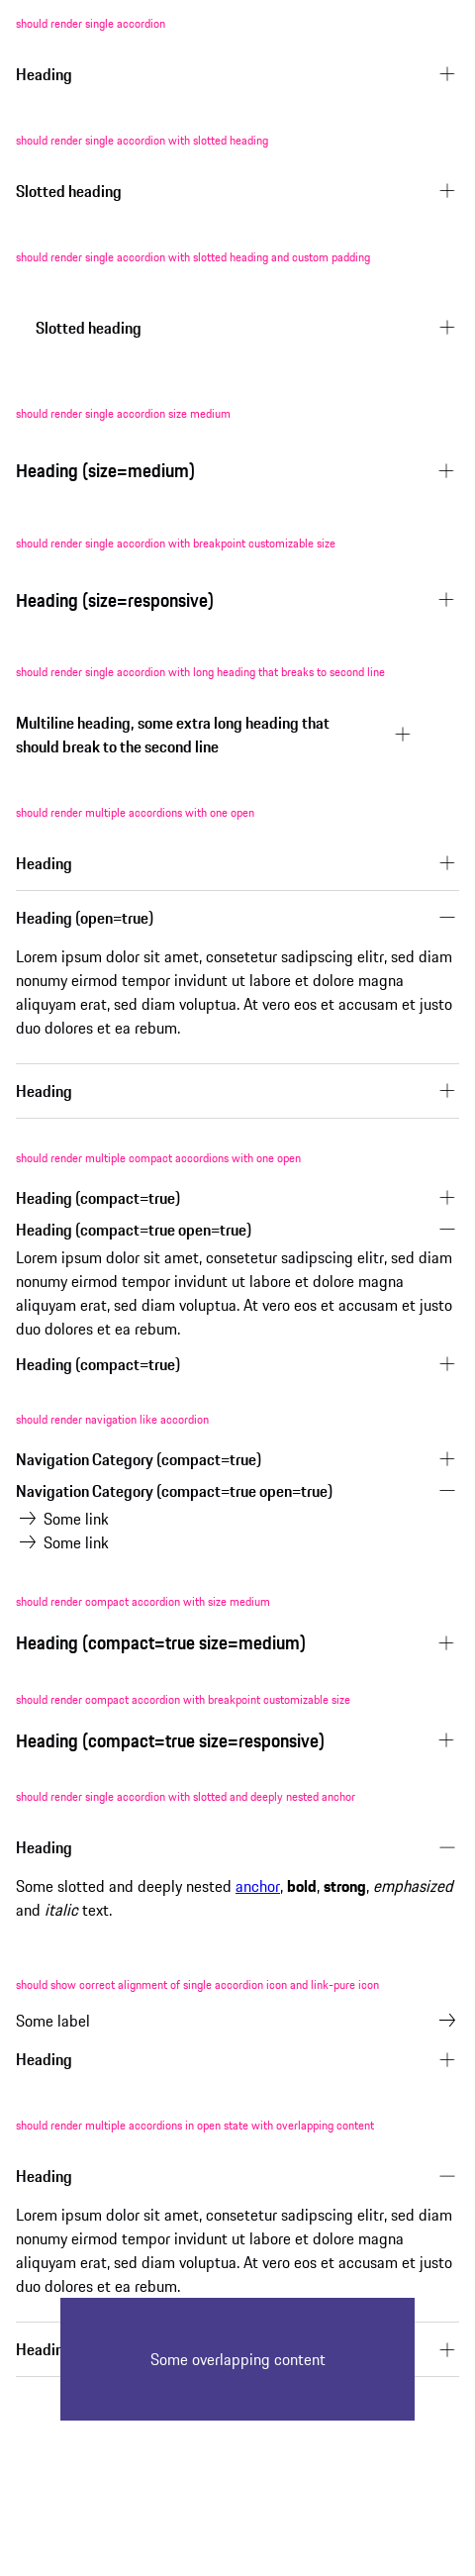 should render single accordion
Heading
should render single accordion with slotted heading
Slotted heading
should render single accordion with slotted heading and custom padding
Slotted heading
should render single accordion size medium
Heading (size=medium)
should render single accordion with breakpoint customizable size
Heading (size=responsive)
should render single accordion with long heading that breaks to second line
Multiline heading, some extra long heading that
should break to the second line
should render multiple accordions with one open
Heading
Heading (open=true)
Lorem ipsum dolor sit amet, consetetur sadipscing elitr, sed diam
nonumy eirmod tempor invidunt ut labore et dolore magna
aliquyam erat, sed diam voluptua. At vero eos et accusam et justo
duo dolores et ea rebum.
Heading
should render multiple compact accordions with one open
Heading (compact=true)
Heading (compact=true open=true)
Lorem ipsum dolor sit amet, consetetur sadipscing elitr, sed diam
nonumy eirmod tempor invidunt ut labore et dolore magna
aliquyam erat, sed diam voluptua. At vero eos et accusam et justo
duo dolores et ea rebum.
Heading (compact=true)
should render navigation like accordion
Navigation Category (compact=true)
Navigation Category (compact=true open=true)
Some link
Some link
should render compact accordion with size medium
Heading (compact=true size=medium)
should render compact accordion with breakpoint customizable size
Heading (compact=true size=responsive)
should render single accordion with slotted and deeply nested anchor
Heading
Some slotted and deeply nested anchor, bold, strong, emphasized
and italic text.
should show correct alignment of single accordion icon and link-pure icon
Some label
Heading
should render multiple accordions in open state with overlapping content
Heading
Lorem ipsum dolor sit amet, consetetur sadipscing elitr, sed diam
nonumy eirmod tempor invidunt ut labore et dolore magna
aliquyam erat, sed diam voluptua. At vero eos et accusam et justo
duo dolores et ea rebum.
Headin
Some overlapping content